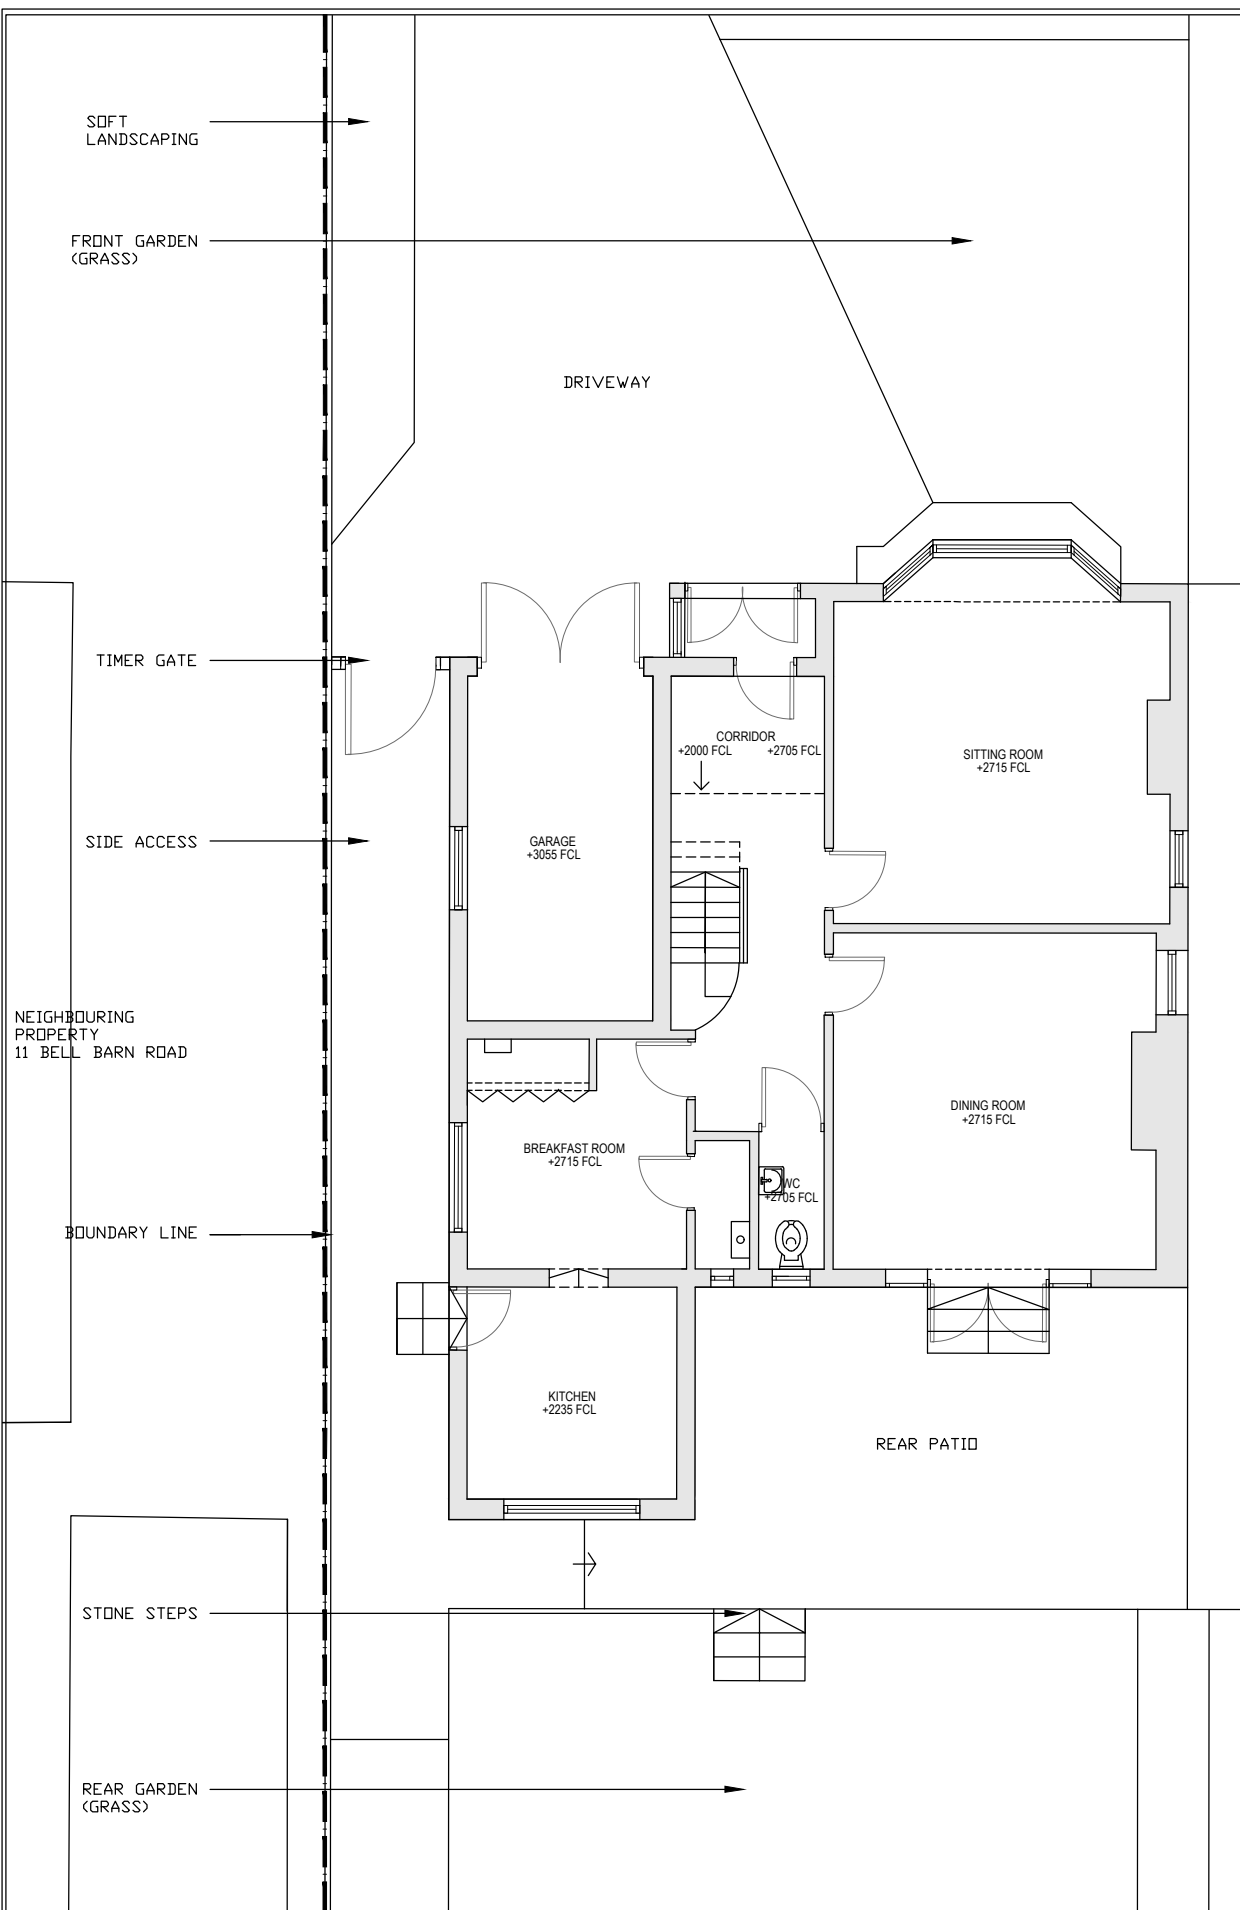 SOFT
LANDSCAPING
FRONT GARDEN
(GRASS)
DRIVEWAY
TIMER GATE
CORRIDOR
+2000 FCL +2705 FCL
SITTING ROOM
+2715 FCL
SIDE ACCESS
GARAGE
+3055 FCL
NEIGHBOURING
PROPERTY
11 BELL BARN ROAD
DINING ROOM
+2715 FCL
BREAKFAST ROOM
+2715 FCL
WC
+2705 FCL
BOUNDARY LINE
KITCHEN
+2235 FCL
REAR PATIO
STONE STEPS
REAR GARDEN
(GRASS)